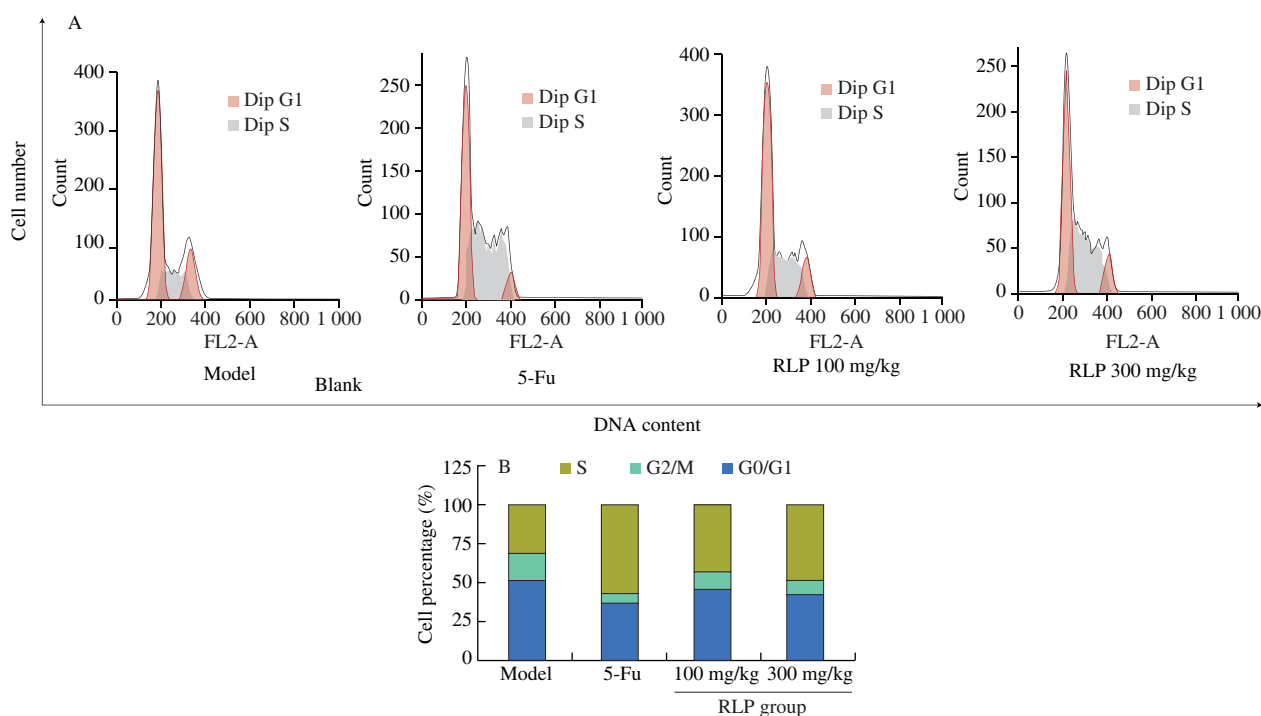 A
Cell number
Count
400
300
200
100
0
0 200 400 600 800 1 000
FL2-A
Dip G1
Dip S
Model
Blank
Count
250
200
150
100
50
0
0 200 400 600 800 1 000
FL2-A
Dip G1
Dip S
5-Fu
Count
400
300
200
100
0
0 200 400 600 800 1 000
FL2-A
Dip G1
Dip S
RLP 100 mg/kg
Count
250
200
150
100
50
0
0 200 400 600 800 1 000
FL2-A
Dip G1
Dip S
RLP 300 mg/kg
DNA content
B
S G2/M G0/G1
Cell percentage (%)
125
100
75
50
25
0
Model 5-Fu 100 mg/kg 300 mg/kg
RLP group